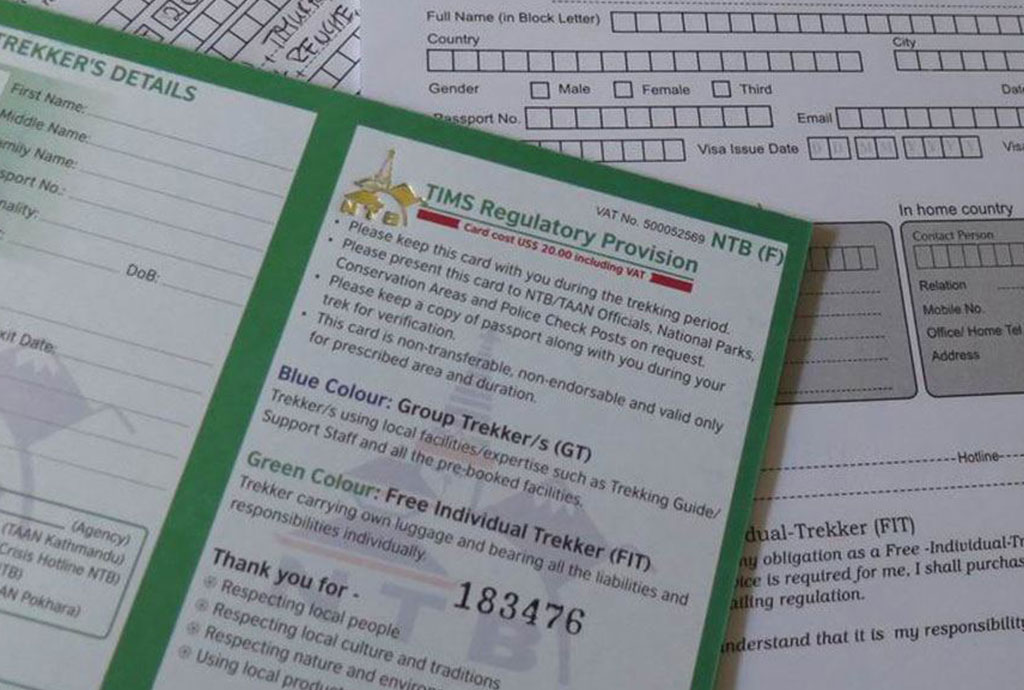 TREKKER'S DETAILS
First Name:
Middle Name:
Family Name:
sport No.:
nality:
DoB:
xit Date:
(Agency)
(TAAN Kathmandu)
Crisis Hotline NTB)
TB)
AN Pokhara)
NTB
VAT No. 500052569 NTB (F)
TIMS Regulatory Provision
Card cost US$ 20.00 including VAT
• Please keep this card with you during the trekking period.
• Please present this card to NTB/TAAN Officials, National Parks,
Conservation Areas and Police Check Posts on request.
• Please keep a copy of passport along with you during your
trek for verification.
• This card is non-transferable, non-endorsable and valid only
for prescribed area and duration.
Blue Colour: Group Trekker/s (GT)
Trekker/s using local facilities/expertise such as Trekking Guide/
Support Staff and all the pre-booked facilities.
Green Colour: Free Individual Trekker (FIT)
Trekker carrying own luggage and bearing all the liabilities and
responsibilities individually.
183476
Thank you for -
Respecting local people
Respecting local culture and traditions
Respecting nature and environ
Using local produc
Full Name (in Block Letter)
Country
City
Gender Male Female Third
Date
Passport No. Email
Visa Issue Date D D M M Y Y Y Y Vis
In home country
Contact Person
Relation
Mobile No.
Office/ Home Tel
Address
Hotline
dual-Trekker (FIT)
ny obligation as a Free -Individual-Tr
ice is required for me, I shall purchas
ailing regulation.
understand that it is my responsibility